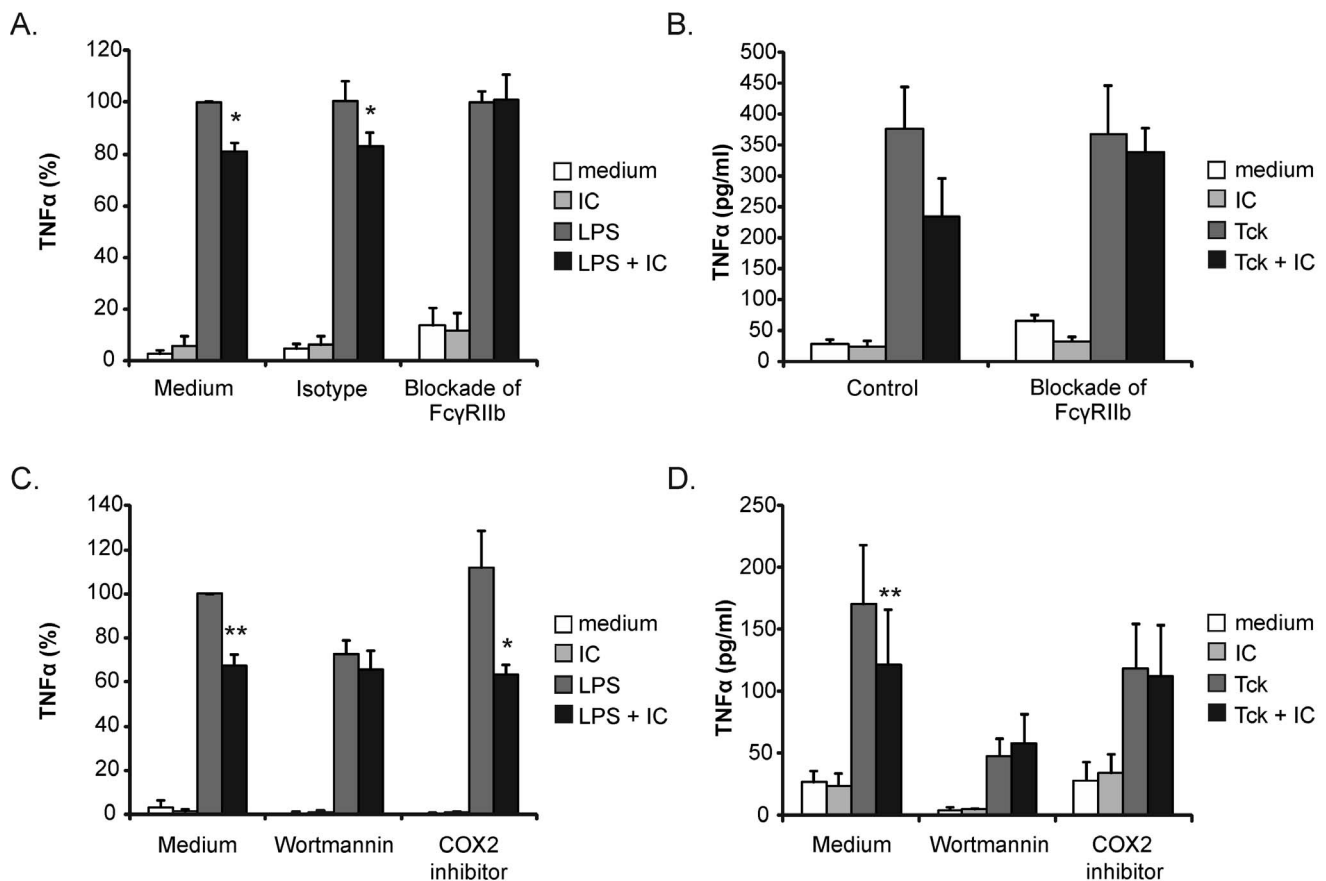 A.
TNFα (%)
120
100
80
60
40
20
0
*
*
Medium
Isotype
Blockade of
FcγRIIb
medium
IC
LPS
LPS + IC
B.
TNFα (pg/ml)
500
450
400
350
300
250
200
150
100
50
0
Control
Blockade of
FcγRIIb
medium
IC
Tck
Tck + IC
C.
TNFα (%)
140
120
100
80
60
40
20
0
**
*
Medium
Wortmannin
COX2
inhibitor
medium
IC
LPS
LPS + IC
D.
TNFα (pg/ml)
250
200
150
100
50
0
**
Medium
Wortmannin
COX2
inhibitor
medium
IC
Tck
Tck + IC